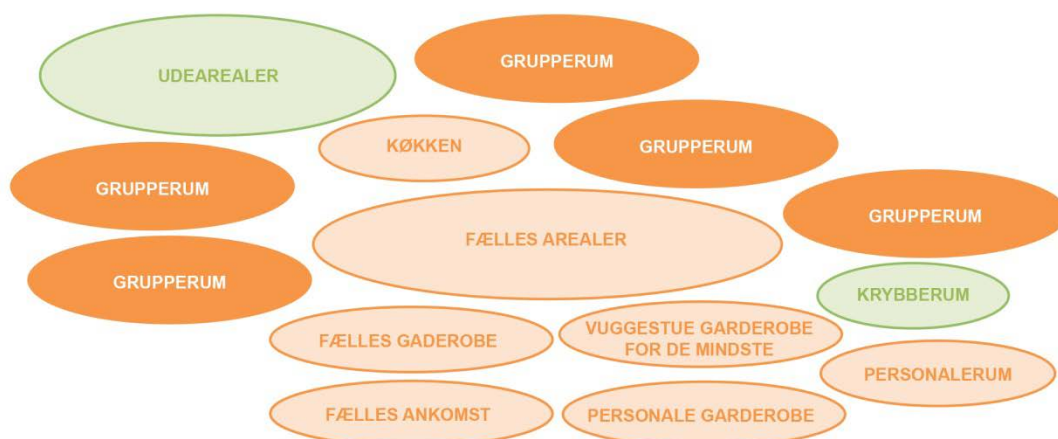 GRUPPERUM
UDEAREALER
KØKKEN
GRUPPERUM
GRUPPERUM
GRUPPERUM
FÆLLES AREALER
GRUPPERUM
KRYBBERUM
FÆLLES GADEROBE
VUGGESTUE GARDEROBE
FOR DE MINDSTE
PERSONALERUM
FÆLLES ANKOMST
PERSONALE GARDEROBE